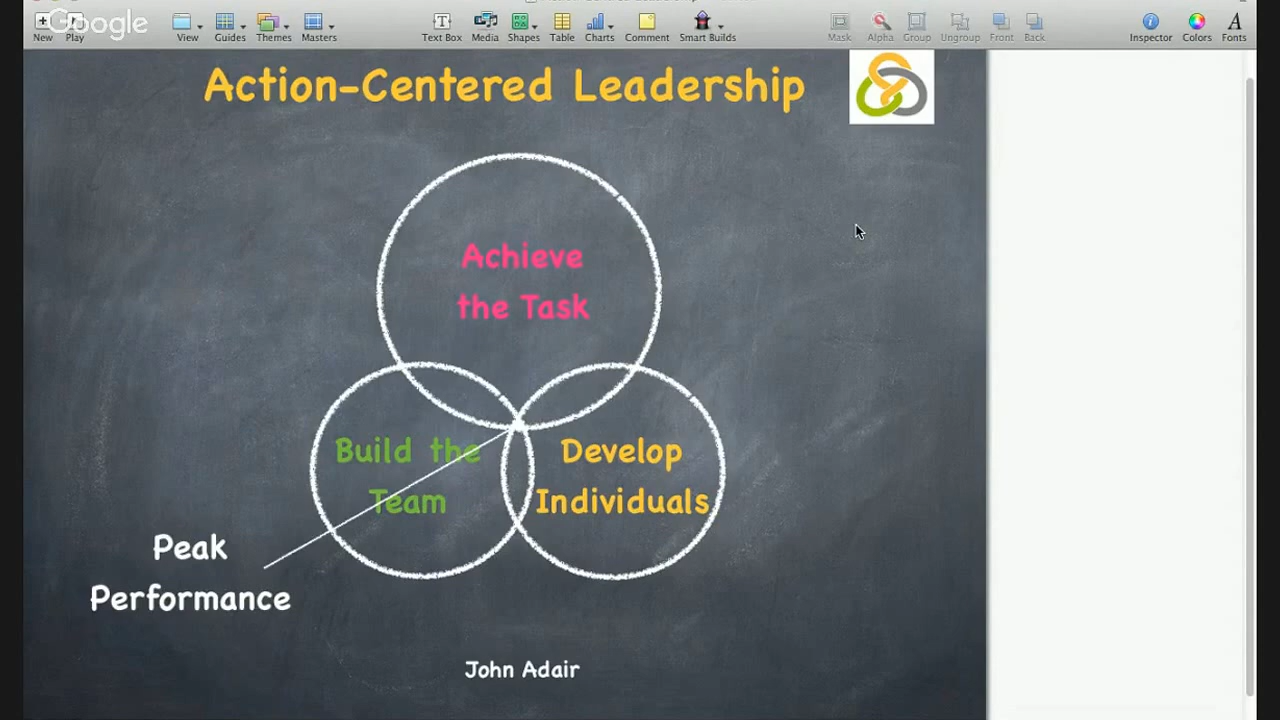 Google
New
Play
View
Guides
Themes
Masters
Text Box
Media
Shapes
Table
Charts
Comment
Smart Builds
Mask
Alpha
Group
Ungroup
Front
Back
Inspector
Colors
Fonts
Action-Centered Leadership
Achieve
the Task
Build the
Team
Develop
Individuals
Peak
Performance
John Adair